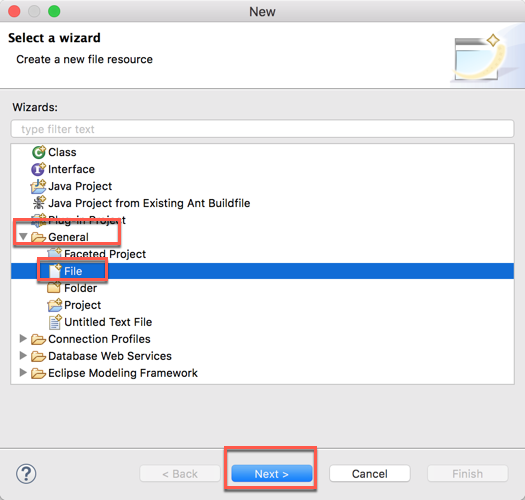 New
Select a wizard
Create a new file resource
Wizards:
type filter text
Class
Interface
Java Project
Java Project from Existing Ant Buildfile
Plug-in Project
General
Faceted Project
File
Folder
Project
Untitled Text File
Connection Profiles
Database Web Services
Eclipse Modeling Framework
?
< Back
Next >
Cancel
Finish